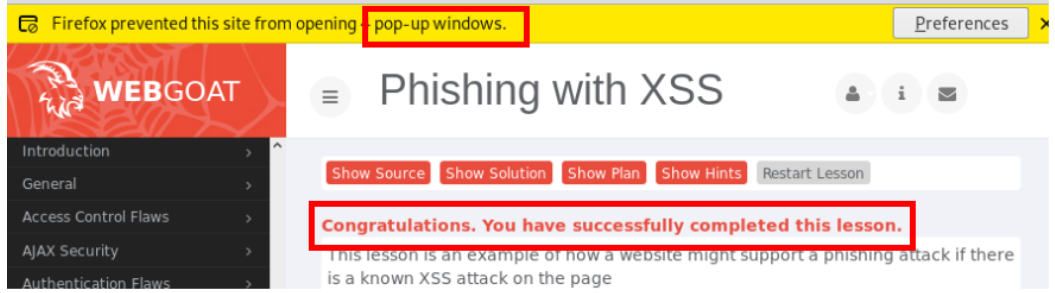 Firefox prevented this site from opening 4 pop-up windows.
Preferences
WEBGOAT
Phishing with XSS
Introduction
General
Access Control Flaws
AJAX Security
Authentication Flaws
Show Source
Show Solution
Show Plan
Show Hints
Restart Lesson
Congratulations. You have successfully completed this lesson.
This lesson is an example of how a website might support a phishing attack if there
is a known XSS attack on the page